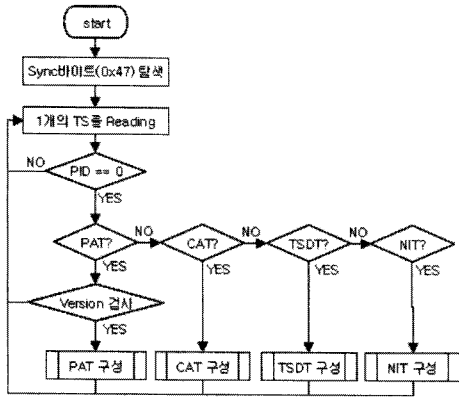 start
Sync바이트(0x47) 탐색
1개의 TS를 Reading
NO
PID == 0
YES
PAT?
NO
CAT?
NO
TSDT?
NO
NIT?
YES
YES
YES
YES
Version 검사
YES
PAT 구성
CAT 구성
TSDT 구성
NIT 구성